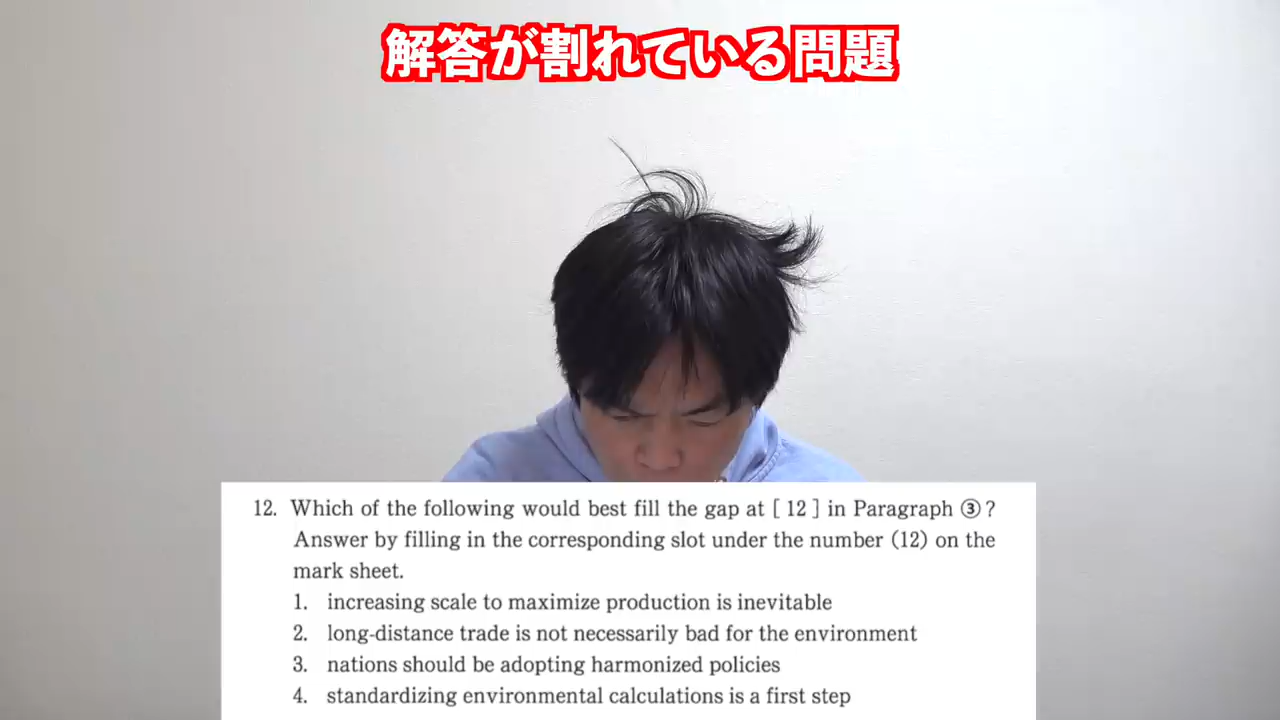 解答が割れている問題
12. Which of the following would best fill the gap at [ 12 ] in Paragraph ③?
Answer by filling in the corresponding slot under the number (12) on the
mark sheet.
1. increasing scale to maximize production is inevitable
2. long-distance trade is not necessarily bad for the environment
3. nations should be adopting harmonized policies
4. standardizing environmental calculations is a first step